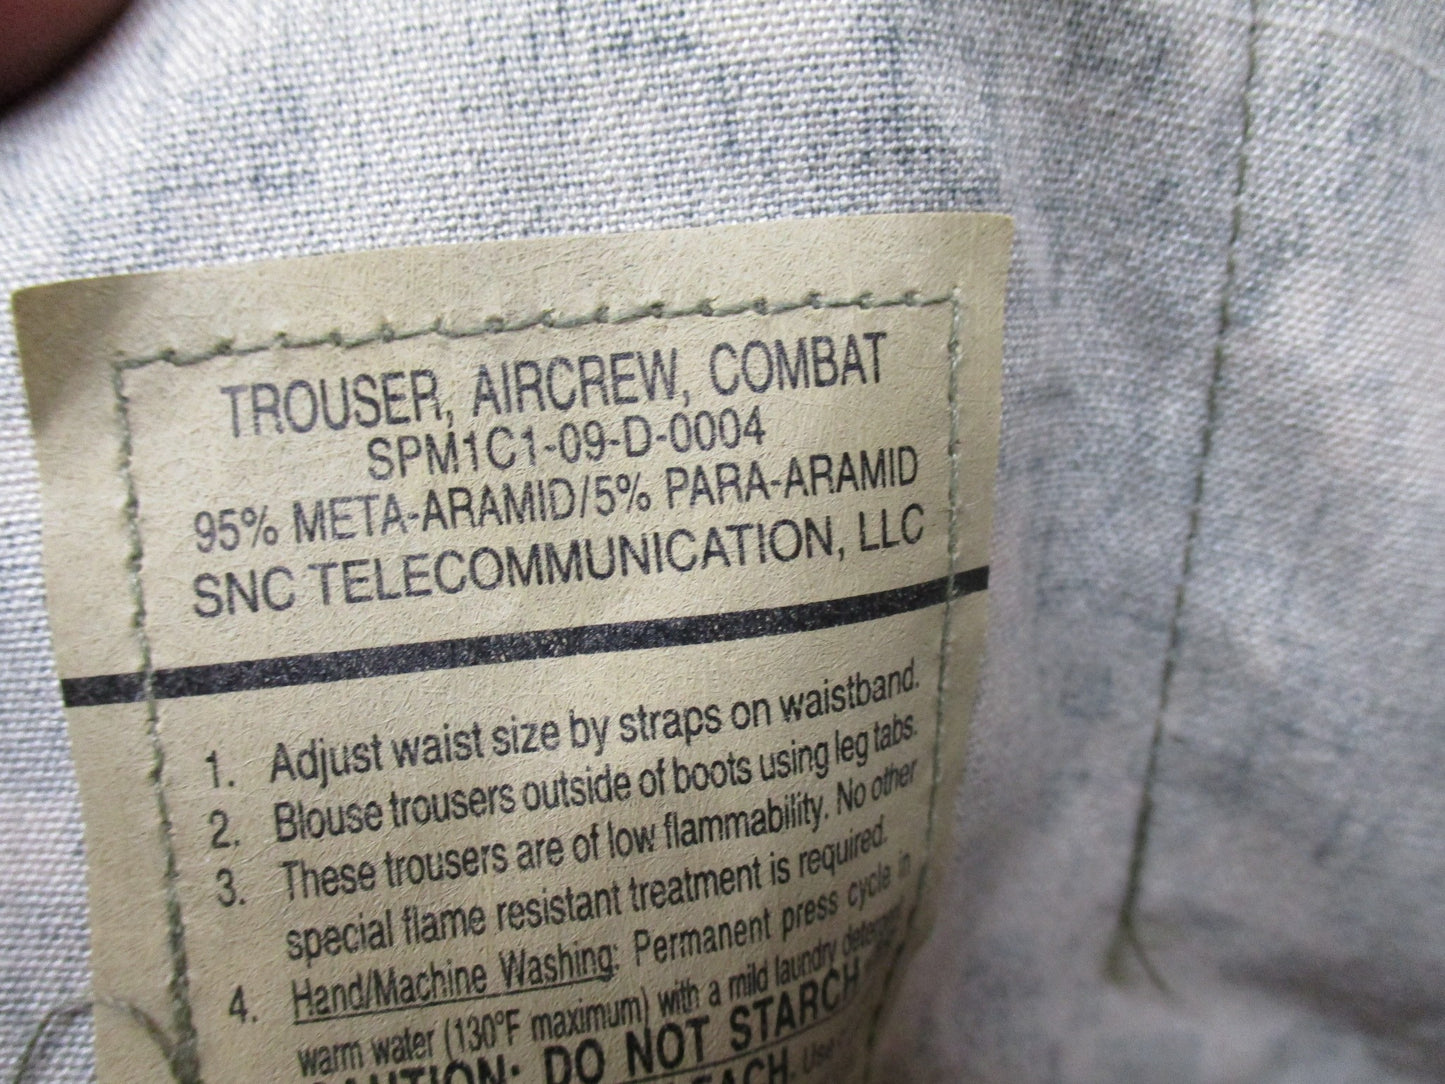 TROUSER, AIRCREW, COMBAT
SPM1C1-09-D-0004
95% META-ARAMID/5% PARA-ARAMID
SNC TELECOMMUNICATION, LLC
1. Adjust waist size by straps on waistband.
2. Blouse trousers outside of boots using leg tabs.
3. These trousers are of low flammability. No other
special flame resistant treatment is required.
4. Hand/Machine Washing: Permanent press cycle in
warm water (130°F maximum) with a mild laundry detergent.
CAUTION: DO NOT STARCH
Use